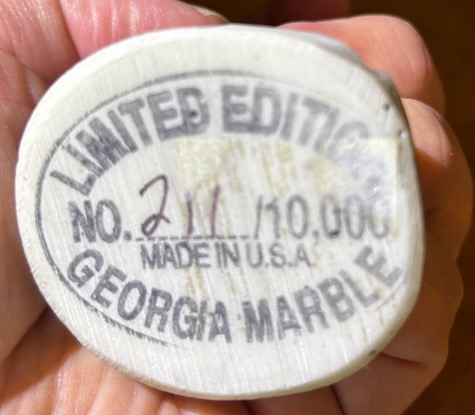 LIMITED EDITION
NO. 211/10,000
MADE IN U.S.A.
GEORGIA MARBLE